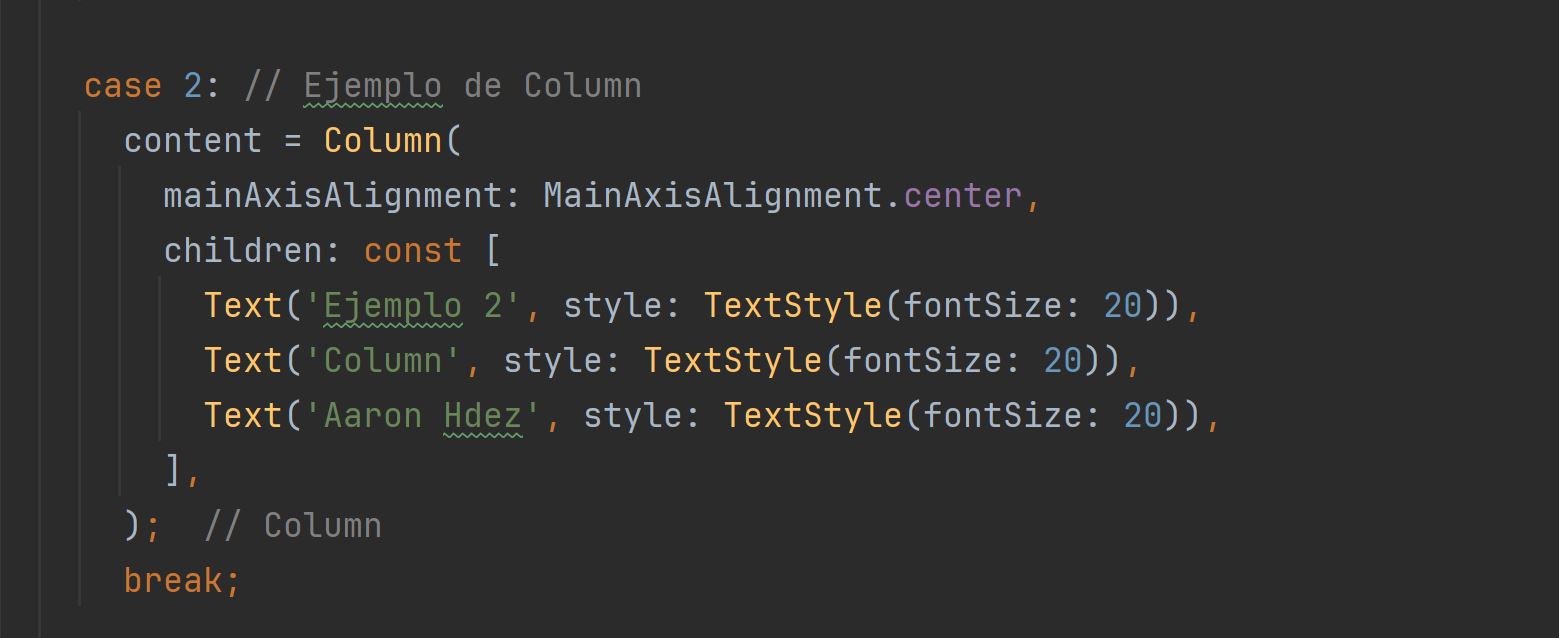 case 2: // Ejemplo de Column
content = Column(
mainAxisAlignment: MainAxisAlignment.center,
children: const [
Text('Ejemplo 2', style: TextStyle(fontSize: 20)),
Text('Column', style: TextStyle(fontSize: 20)),
Text('Aaron Hdez', style: TextStyle(fontSize: 20)),
],
); // Column
break;